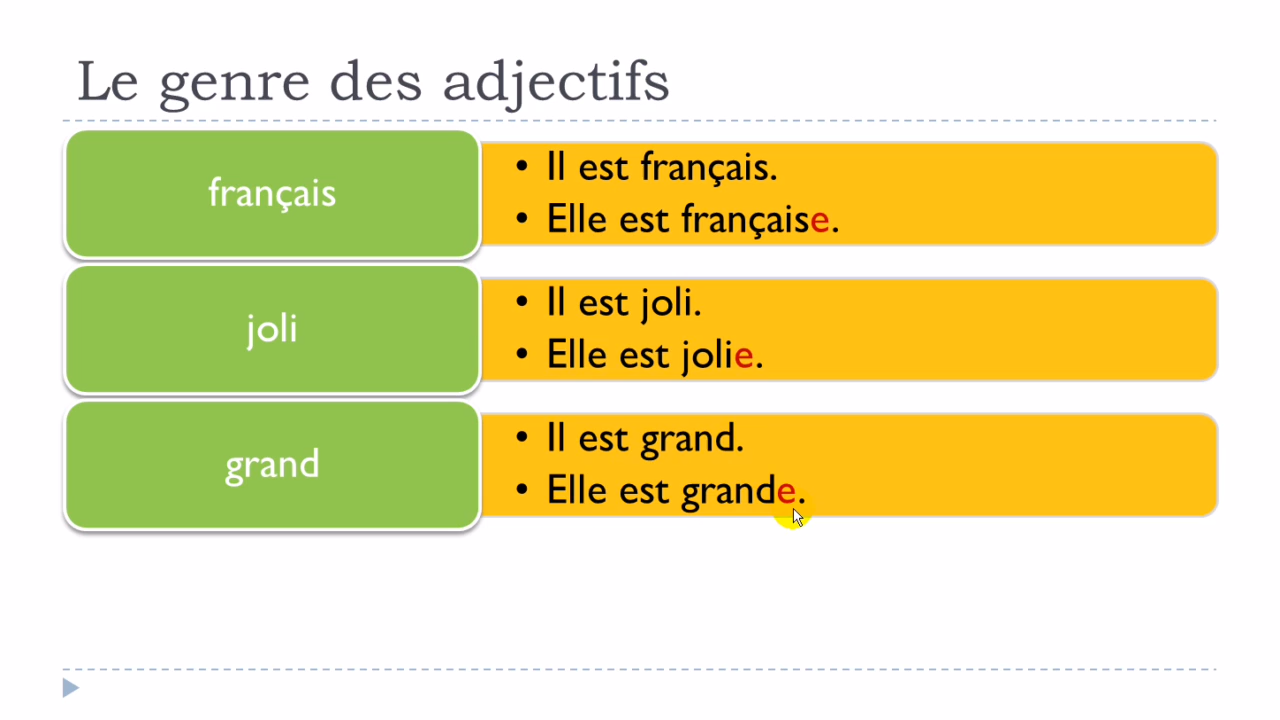 Le genre des adjectifs
français
• Il est français.
• Elle est française.
joli
• Il est joli.
• Elle est jolie.
grand
• Il est grand.
• Elle est grande.